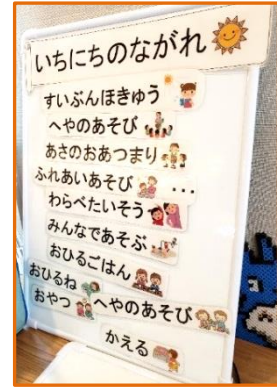 いちにちのながれ
すいぶんほきゅう
へやのあそび
あさのおあつまり
ふれあいあそび ...
わらべたいそう
みんなであそぶ
おひるごはん
おひるね
おやつ へやのあそび
かえる